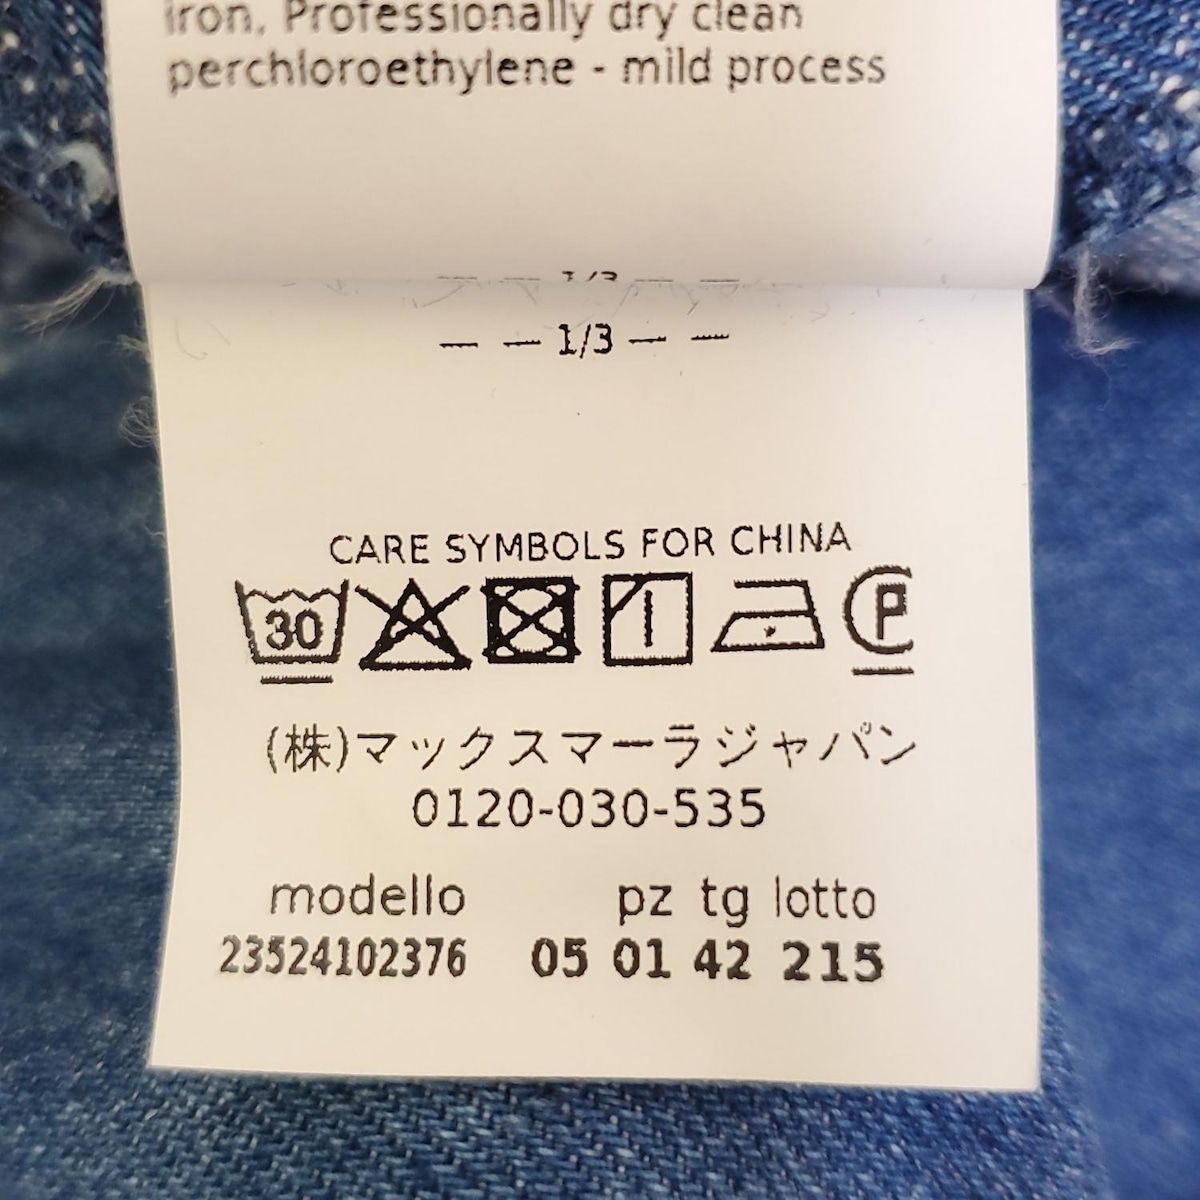 iron. Professionally dry clean
perchloroethylene - mild process
1/3
— — 1/3 — —
CARE SYMBOLS FOR CHINA
30 P
(株)マックスマーラジャパン
0120-030-535
modello pz tg lotto
23524102376 05 01 42 215